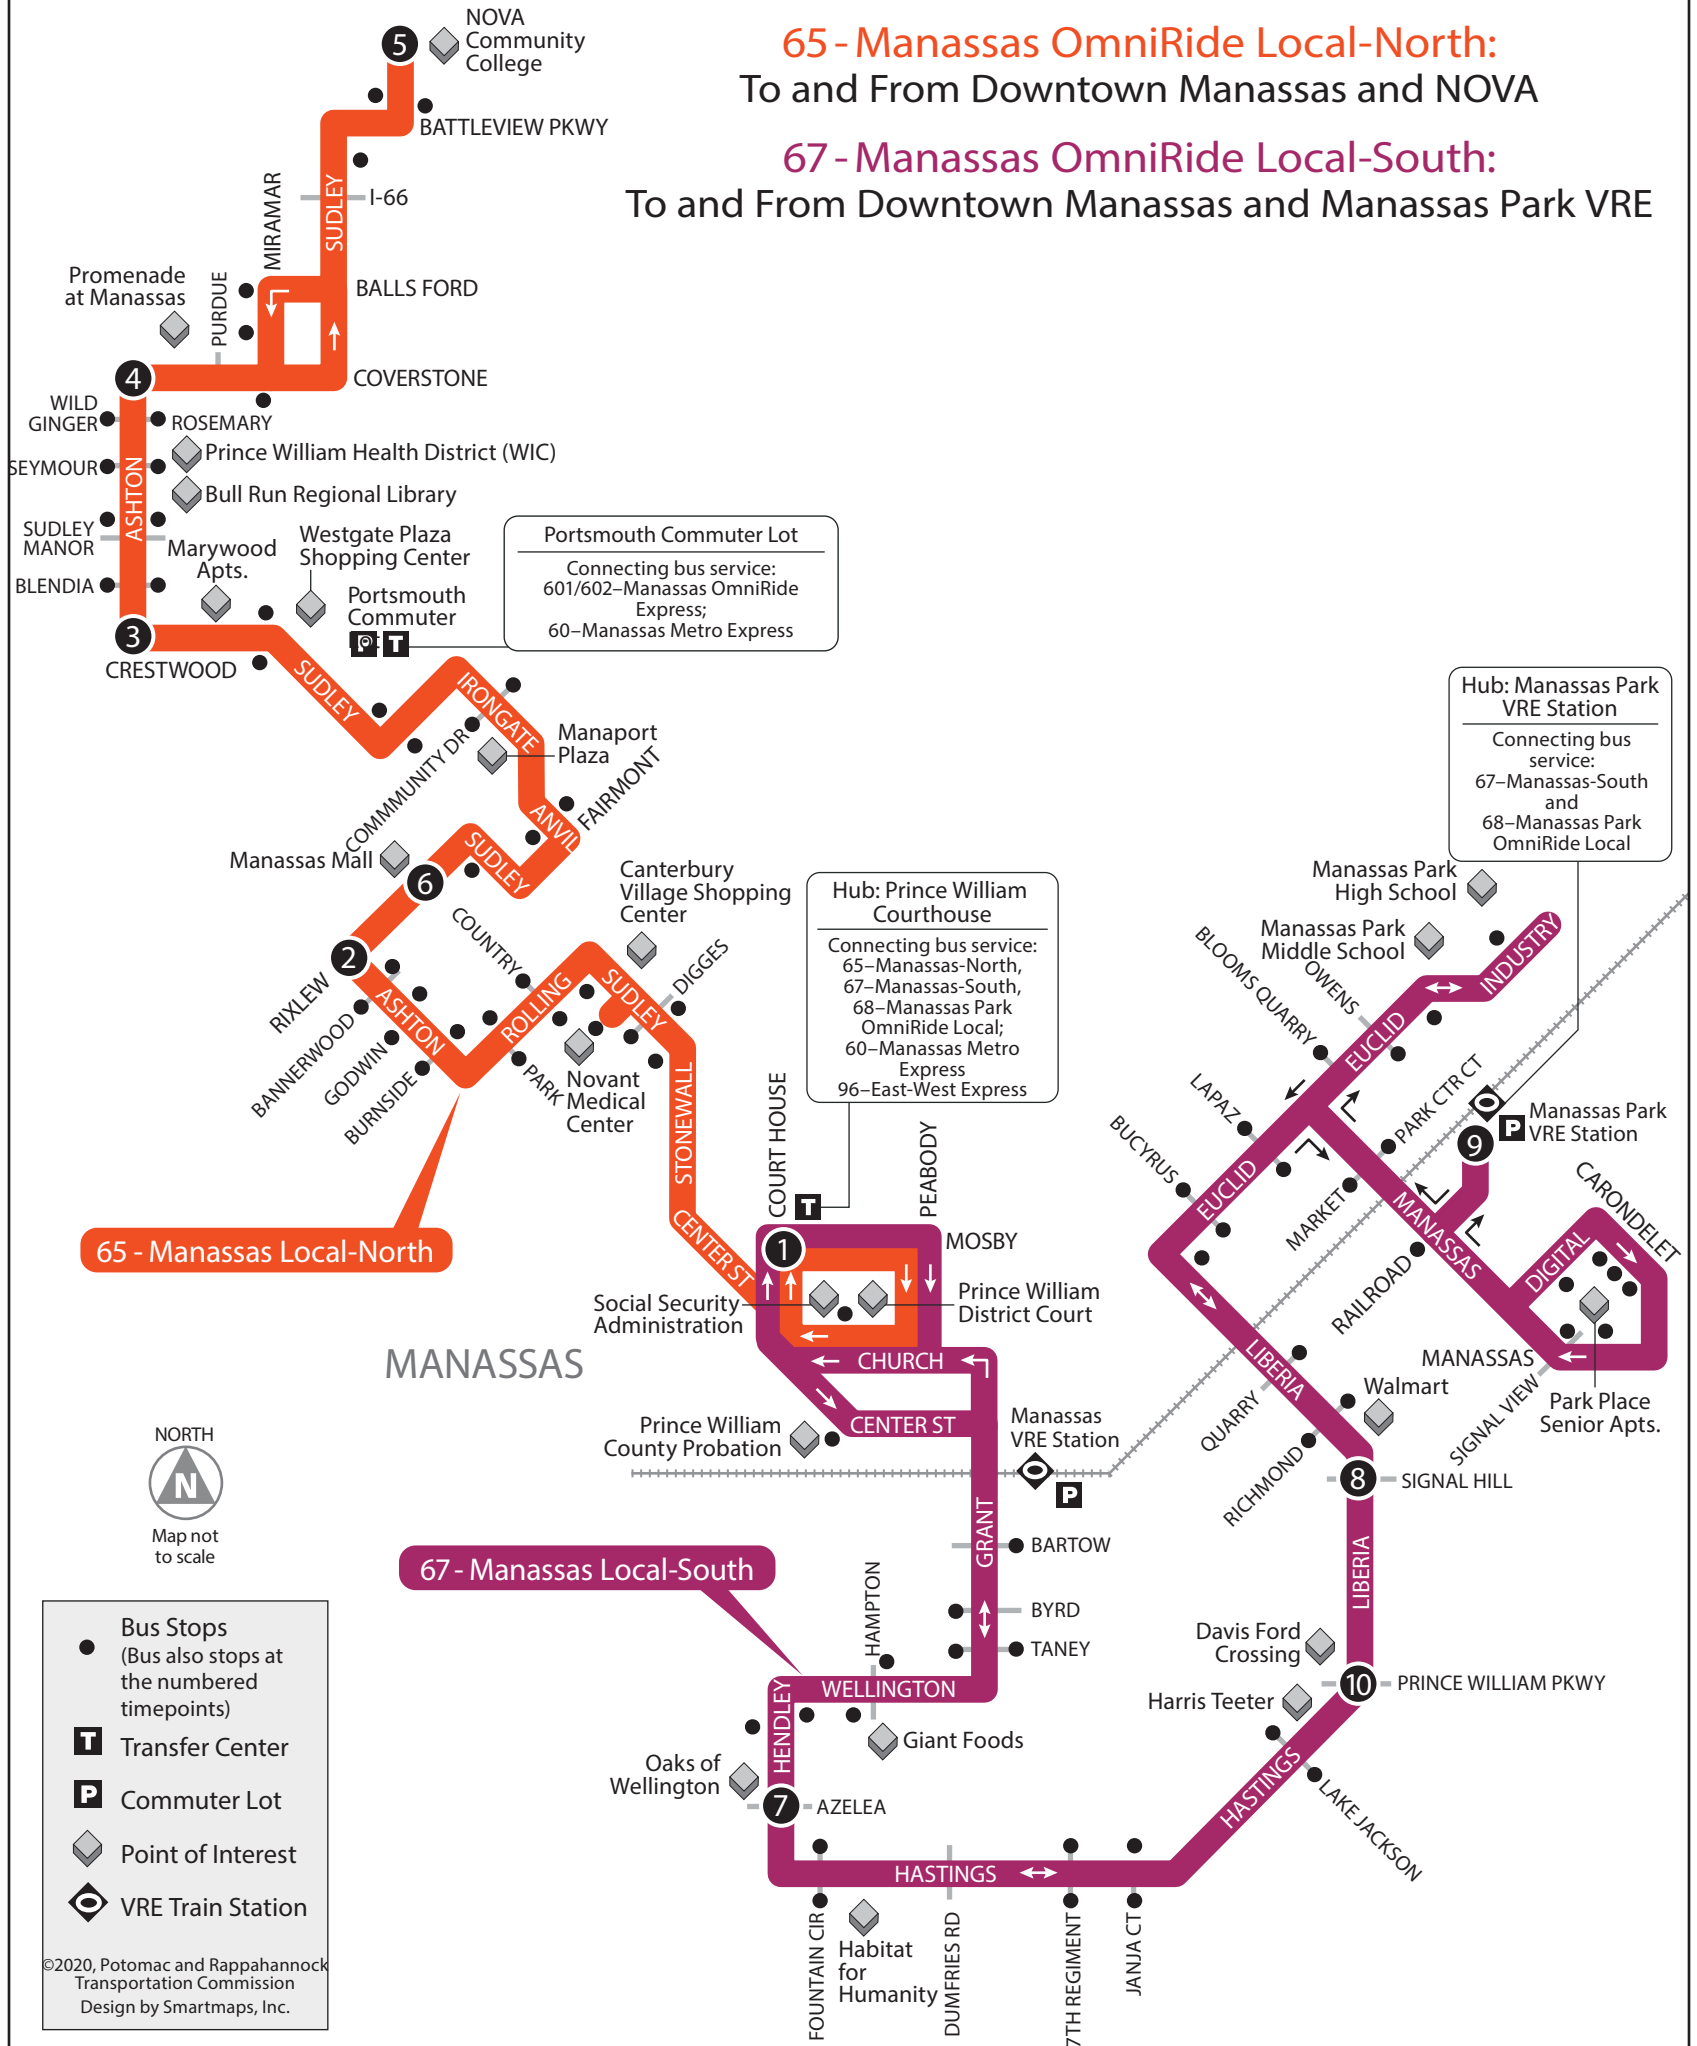 65 - Manassas OmniRide Local-North:
To and From Downtown Manassas and NOVA
67 - Manassas OmniRide Local-South:
To and From Downtown Manassas and Manassas Park VRE
5
NOVA
Community
College
BATTLEVIEW PKWY
SUDLEY
I-66
MIRAMAR
BALLS FORD
Promenade
at Manassas
PURDUE
4
COVERSTONE
WILD
GINGER
ROSEMARY
Prince William Health District (WIC)
SEYMOUR
ASHTON
Bull Run Regional Library
SUDLEY
MANOR
BLENDIA
Marywood
Apts.
Westgate Plaza
Shopping Center
Portsmouth
Commuter
P
T
Portsmouth Commuter Lot
Connecting bus service:
601/602–Manassas OmniRide
Express;
60–Manassas Metro Express
3
CRESTWOOD
SUDLEY
IRONGATE
COMMMUNITY DR
Manaport
Plaza
ANVIL
FAIRMONT
Manassas Mall
SUDLEY
6
2
RIXLEW
ASHTON
BANNERWOOD
GODWIN
BURNSIDE
COUNTRY
ROLLING
PARK
Novant
Medical
Center
Canterbury
Village Shopping
Center
SUDLEY
DIGGES
STONEWALL
CENTER ST
65 - Manassas Local-North
Hub: Prince William
Courthouse
Connecting bus service:
65–Manassas-North,
67–Manassas-South,
68–Manassas Park
OmniRide Local;
60–Manassas Metro
Express
96–East-West Express
COURT HOUSE
T
PEABODY
MOSBY
1
Social Security
Administration
Prince William
District Court
CHURCH
CENTER ST
MANASSAS
Prince William
County Probation
Manassas
VRE Station
P
GRANT
BARTOW
BYRD
TANEY
67 - Manassas Local-South
HAMPTON
WELLINGTON
HENDLEY
Giant Foods
Oaks of
Wellington
7
AZELEA
HASTINGS
FOUNTAIN CIR
Habitat
for
Humanity
DUMFRIES RD
7TH REGIMENT
JANJA CT
HASTINGS
LAKE JACKSON
Harris Teeter
10
PRINCE WILLIAM PKWY
Davis Ford
Crossing
LIBERIA
8
SIGNAL HILL
RICHMOND
Walmart
QUARRY
LIBERIA
Hub: Manassas Park
VRE Station
Connecting bus
service:
67–Manassas-South
and
68–Manassas Park
OmniRide Local
Manassas Park
High School
Manassas Park
Middle School
INDUSTRY
BLOOMS QUARRY
OWENS
EUCLID
LAPAZ
BUCYRUS
EUCLID
PARK CTR CT
MARKET
MANASSAS
RAILROAD
9
P
Manassas Park
VRE Station
CARONDELET
DIGITAL
MANASSAS
SIGNAL VIEW
Park Place
Senior Apts.
NORTH
N
Map not
to scale
Bus Stops
(Bus also stops at
the numbered
timepoints)
T
Transfer Center
P
Commuter Lot
Point of Interest
VRE Train Station
©2020, Potomac and Rappahannock
Transportation Commission
Design by Smartmaps, Inc.